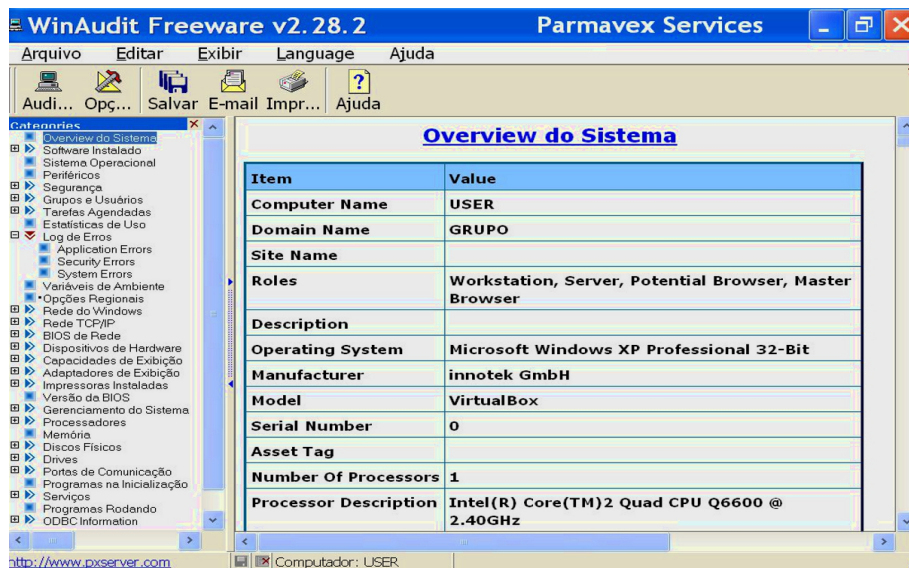 WinAudit Freeware v2.28.2 Parmavex Services
Arquivo Editar Exibir Language Ajuda
Audi... Opç... Salvar E-mail Impr... Ajuda
Categories
Overview do Sistema
Software Instalado
Sistema Operacional
Periféricos
Segurança
Grupos e Usuários
Tarefas Agendadas
Estatísticas de Uso
Log de Erros
Application Errors
Security Errors
System Errors
Variáveis de Ambiente
Opções Regionais
Rede do Windows
Rede TCP/IP
BIOS de Rede
Dispositivos de Hardware
Capacidades de Exibição
Adaptadores de Exibição
Impressoras Instaladas
Versão da BIOS
Gerenciamento do Sistema
Processadores
Memória
Discos Físicos
Drives
Portas de Comunicação
Programas na Inicialização
Serviços
Programas Rodando
ODBC Information
Overview do Sistema
Item Value
Computer Name USER
Domain Name GRUPO
Site Name
Roles Workstation, Server, Potential Browser, Master
Browser
Description
Operating System Microsoft Windows XP Professional 32-Bit
Manufacturer innotek GmbH
Model VirtualBox
Serial Number 0
Asset Tag
Number Of Processors 1
Processor Description Intel(R) Core(TM)2 Quad CPU Q6600 @
2.40GHz
http://www.pxserver.com Computador: USER